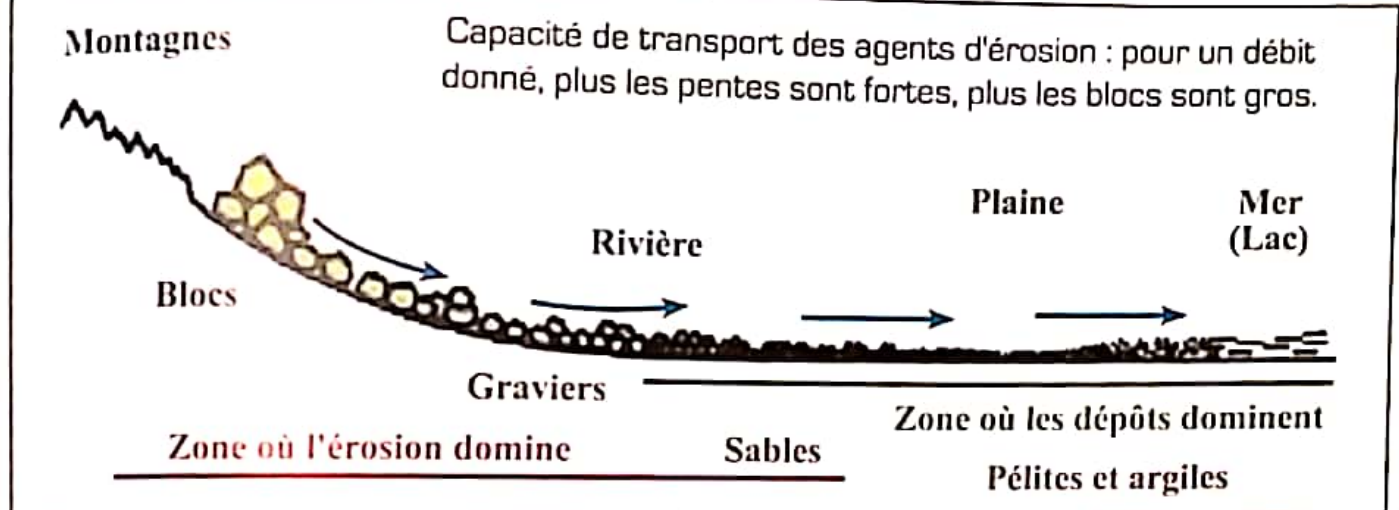 Montagnes
Capacité de transport des agents d'érosion : pour un débit
donné, plus les pentes sont fortes, plus les blocs sont gros.
Plaine
Mer
(Lac)
Rivière
Blocs
Graviers
Zone où les dépôts dominent
Zone où l'érosion domine
Sables
Pélites et argiles